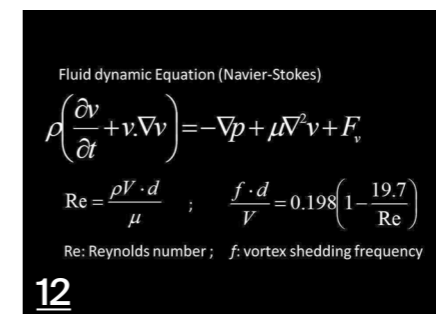 Fluid dynamic Equation (Navier-Stokes)
ρ(∂v/∂t + v.∇v) = −∇p + μ∇²v + Fᵥ
Re = ρV·d/μ ; f·d/V = 0.198(1 − 19.7/Re)
Re: Reynolds number ; f: vortex shedding frequency
12